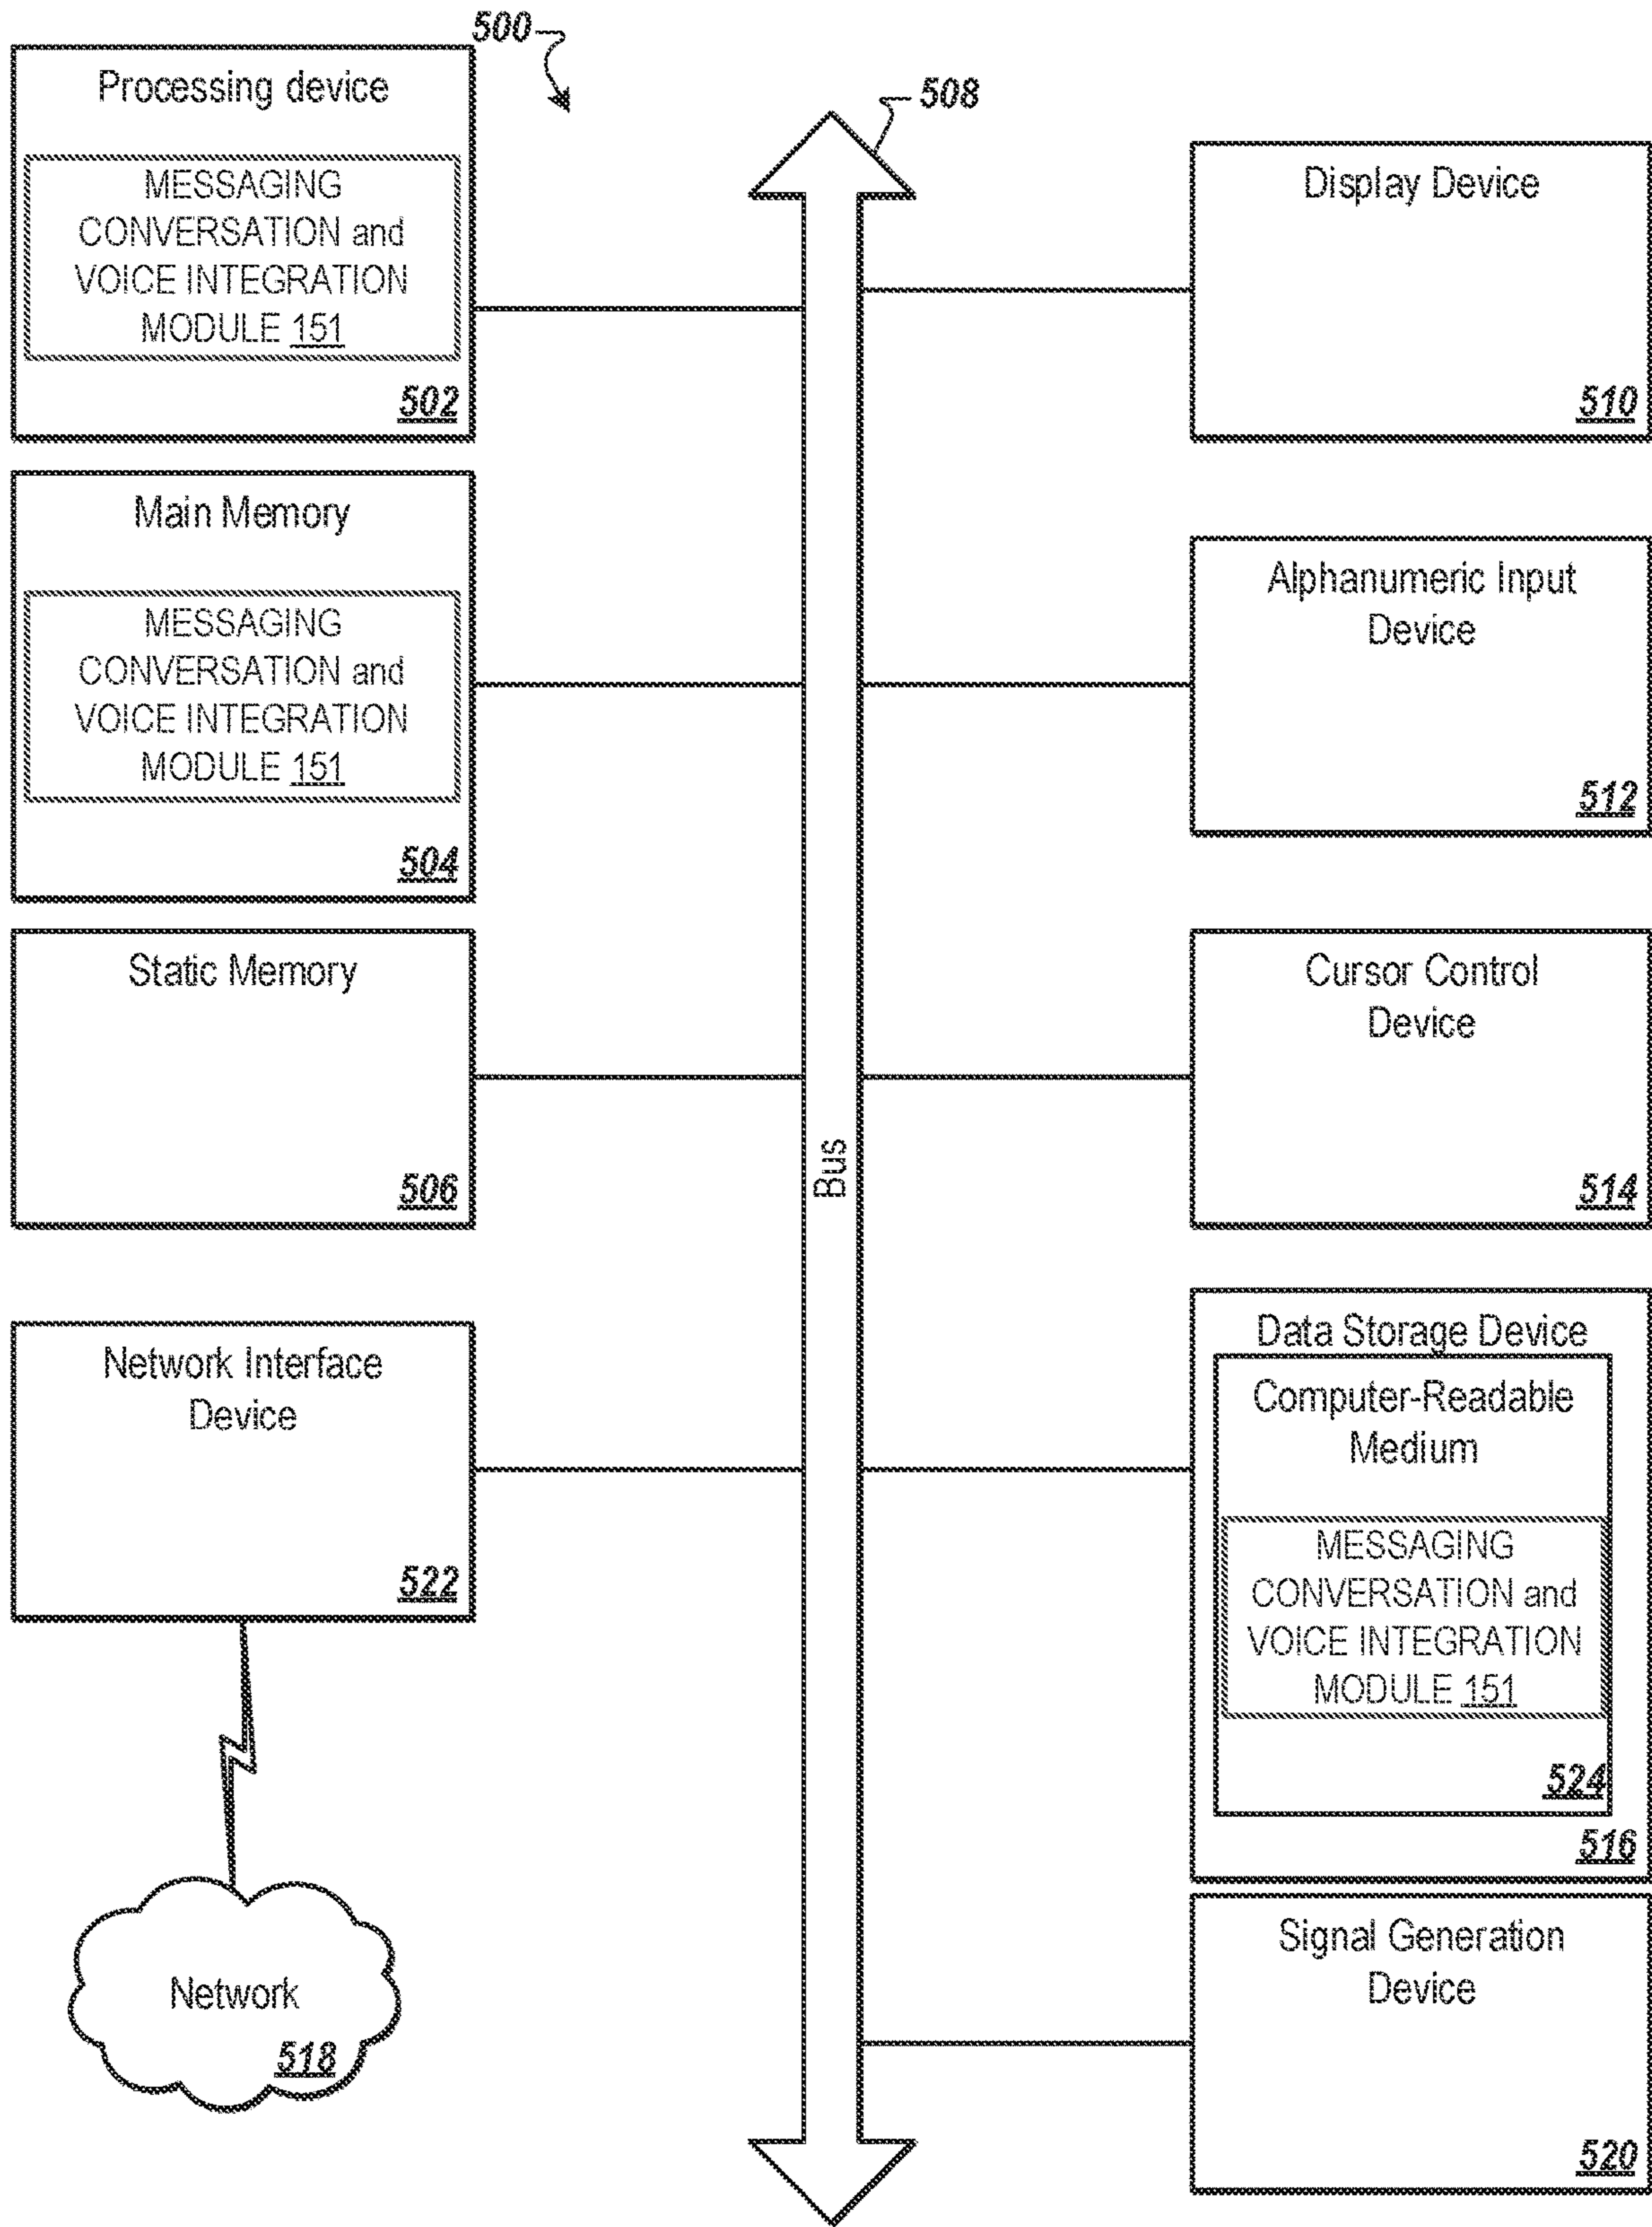 500
508
Processing device
MESSAGING
CONVERSATION and
VOICE INTEGRATION
MODULE 151
502
Main Memory
MESSAGING
CONVERSATION and
VOICE INTEGRATION
MODULE 151
504
Static Memory
506
Network Interface
Device
522
Network
518
Bus
Display Device
510
Alphanumeric Input
Device
512
Cursor Control
Device
514
Data Storage Device
Computer-Readable
Medium
MESSAGING
CONVERSATION and
VOICE INTEGRATION
MODULE 151
524
516
Signal Generation
Device
520